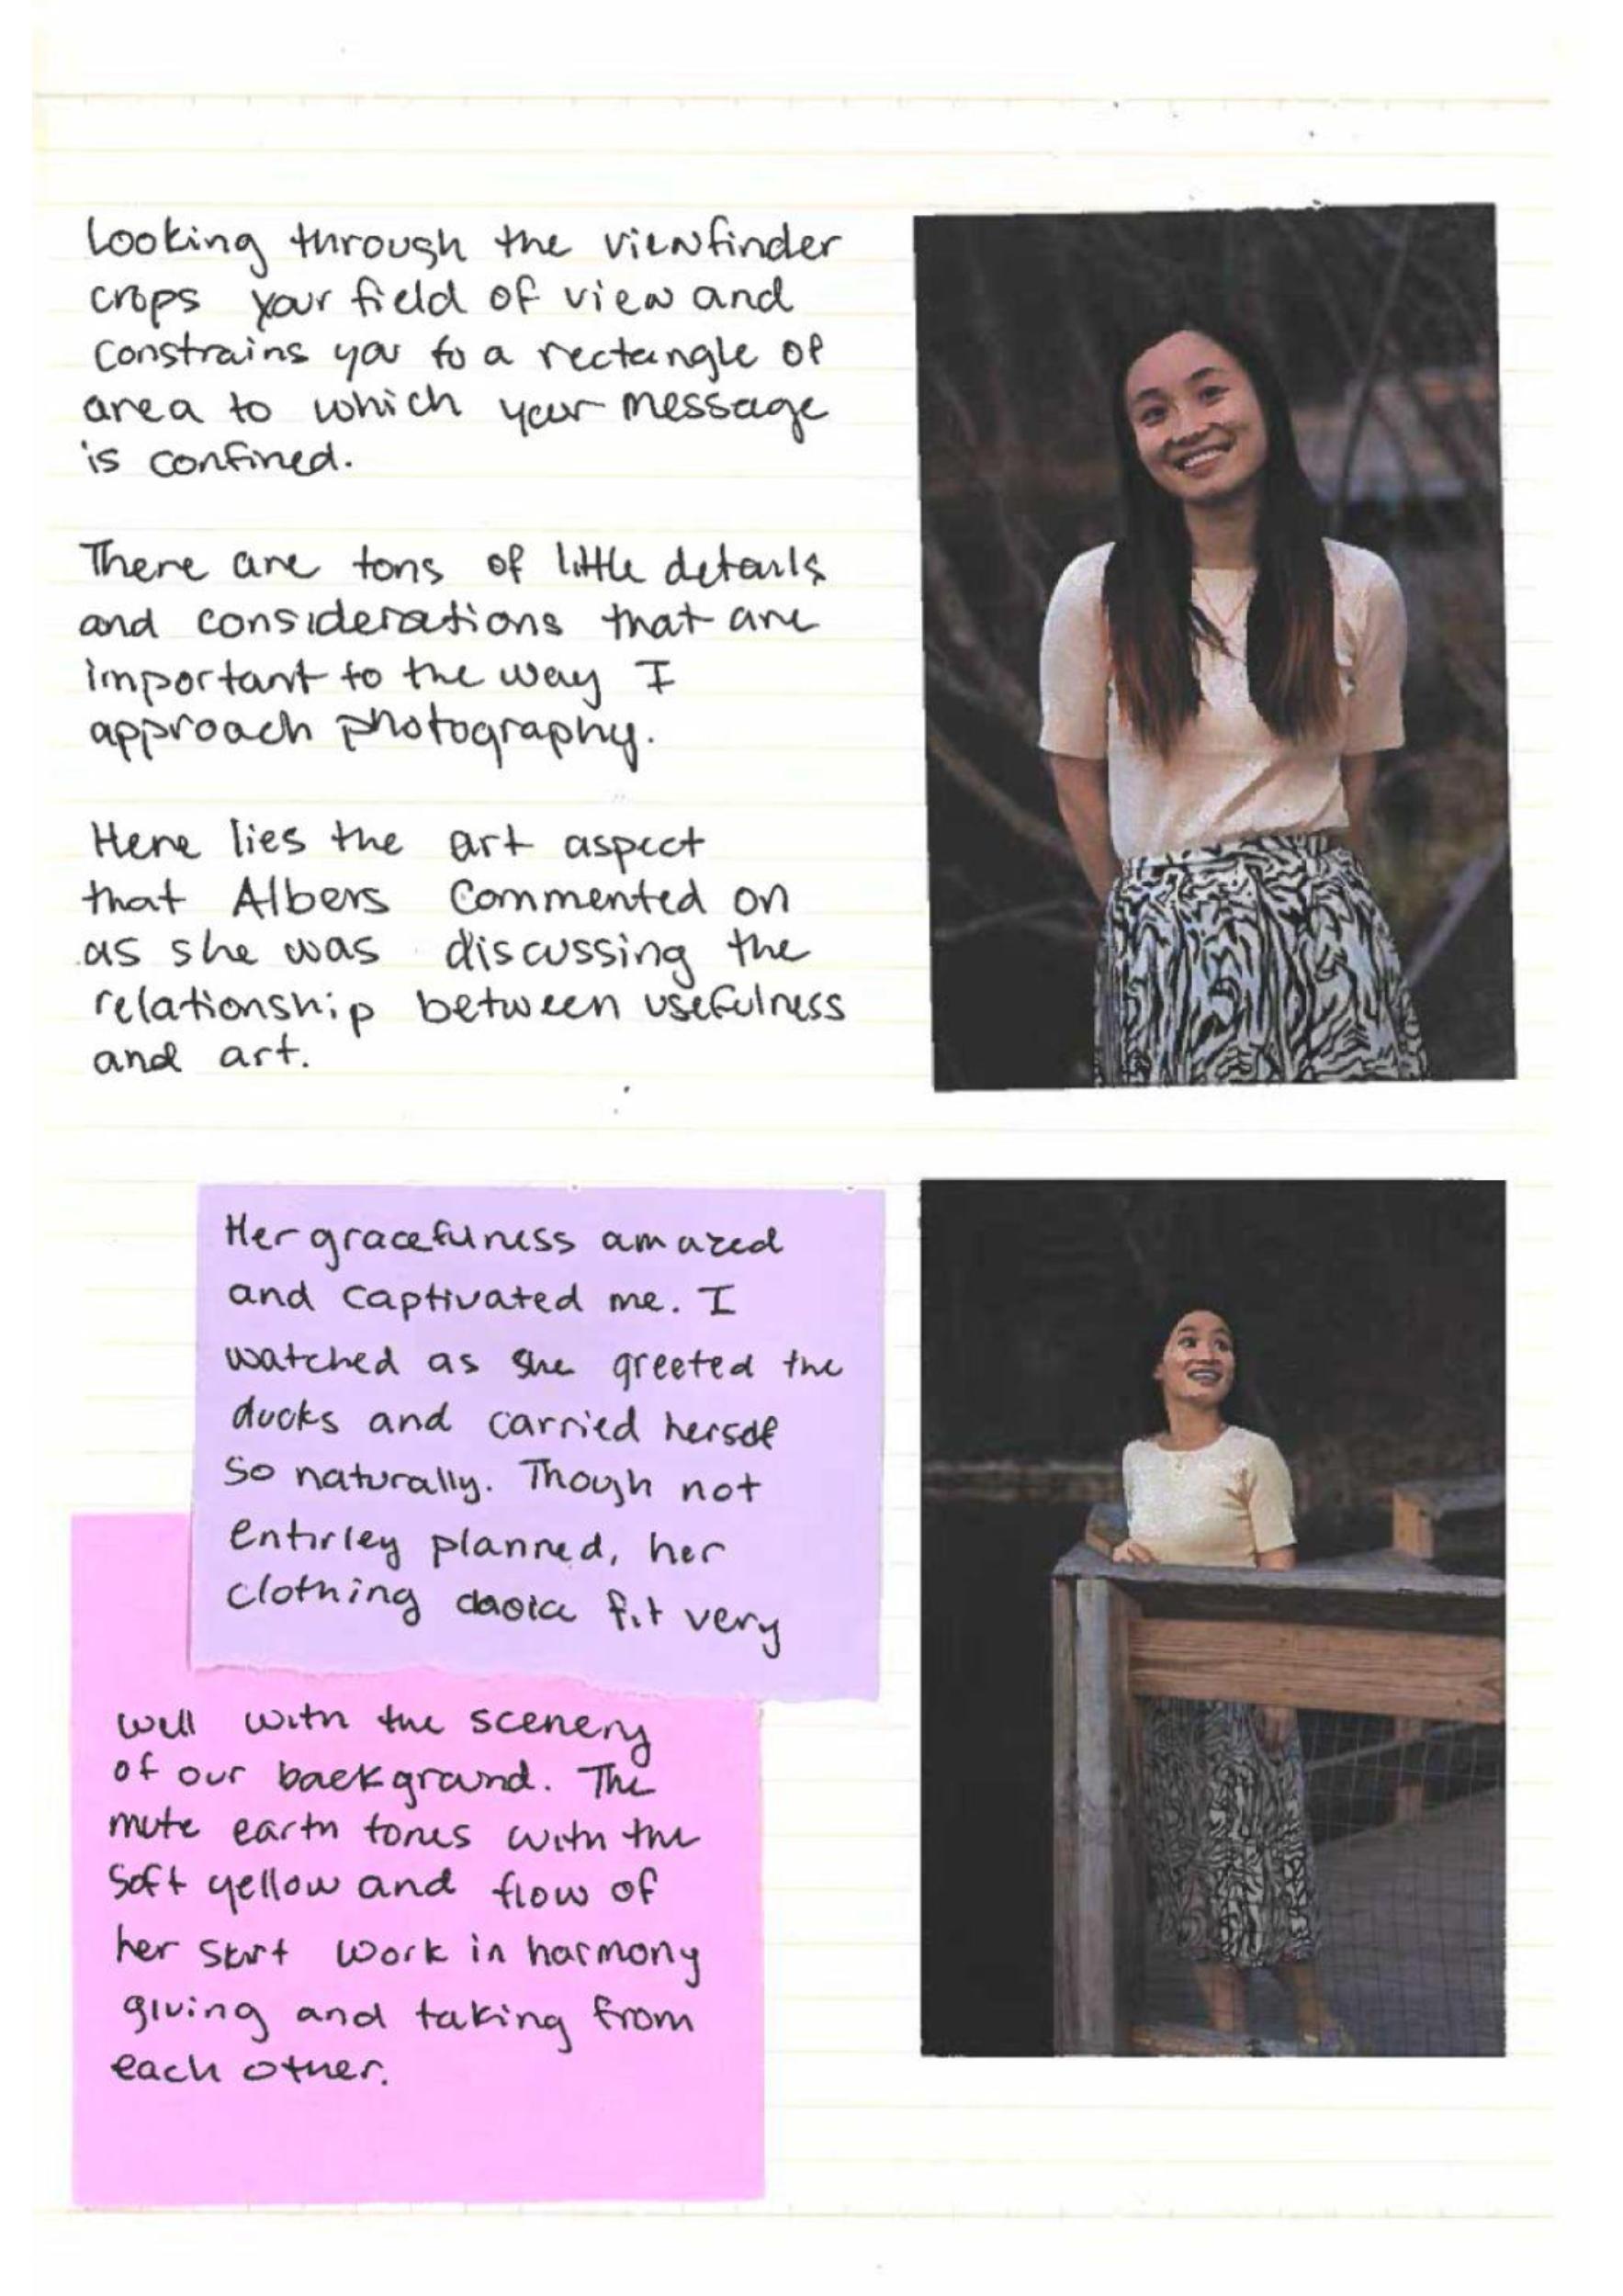 Looking through the viewfinder
crops your field of view and
constrains you to a rectangle of
area to which your message
is confined.
There are tons of little details
and considerations that are
important to the way I
approach photography.
Here lies the art aspect
that Albers commented on
as she was discussing the
relationship between usefulness
and art.
Her gracefulness amazed
and captivated me. I
watched as she greeted the
ducks and carried herself
so naturally. Though not
entirley planned, her
clothing choice fit very
well with the scenery
of our background. The
mute earth tones with the
soft yellow and flow of
her skirt work in harmony
giving and taking from
each other.